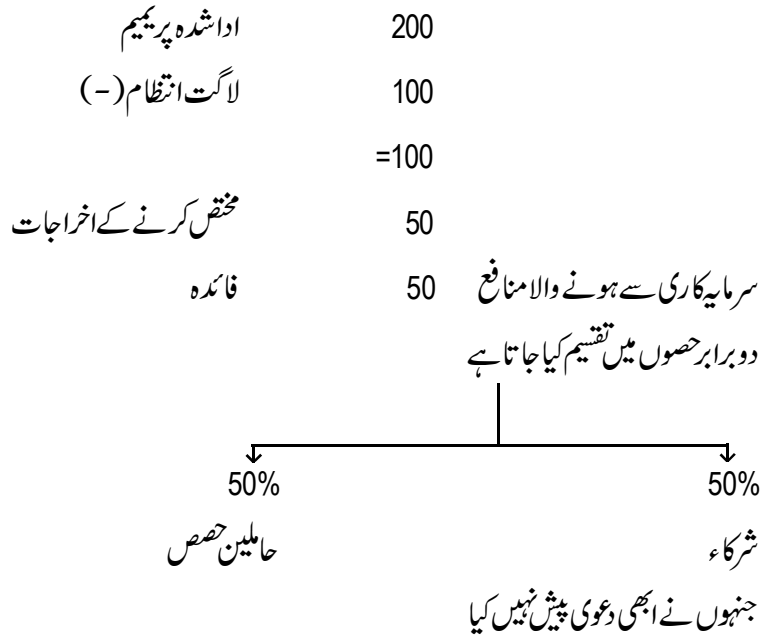 اداشدہ پریمیم 200
لاگت انتظام (-) 100
=100
مختص کرنے کے اخراجات 50
سرمایہ کاری سے ہونے والا منافع 50 فائدہ
دو برابر حصوں میں تقسیم کیا جاتا ہے
50% 50%
شرکاء حاملین حصص
جنہوں نے ابھی دعوی پیش نہیں کیا